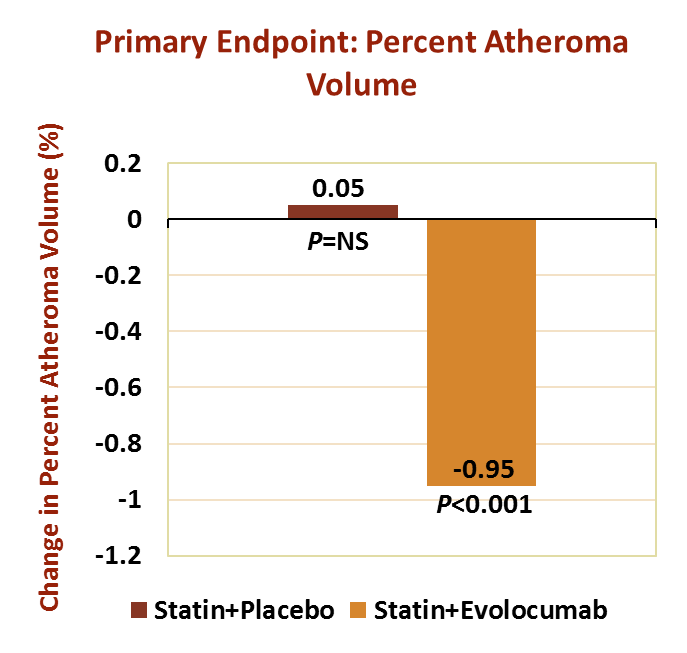 Primary Endpoint: Percent Atheroma
Volume
Change in Percent Atheroma Volume (%)
0.2
0
-0.2
-0.4
-0.6
-0.8
-1
-1.2
0.05
P=NS
-0.95
P<0.001
Statin+Placebo
Statin+Evolocumab